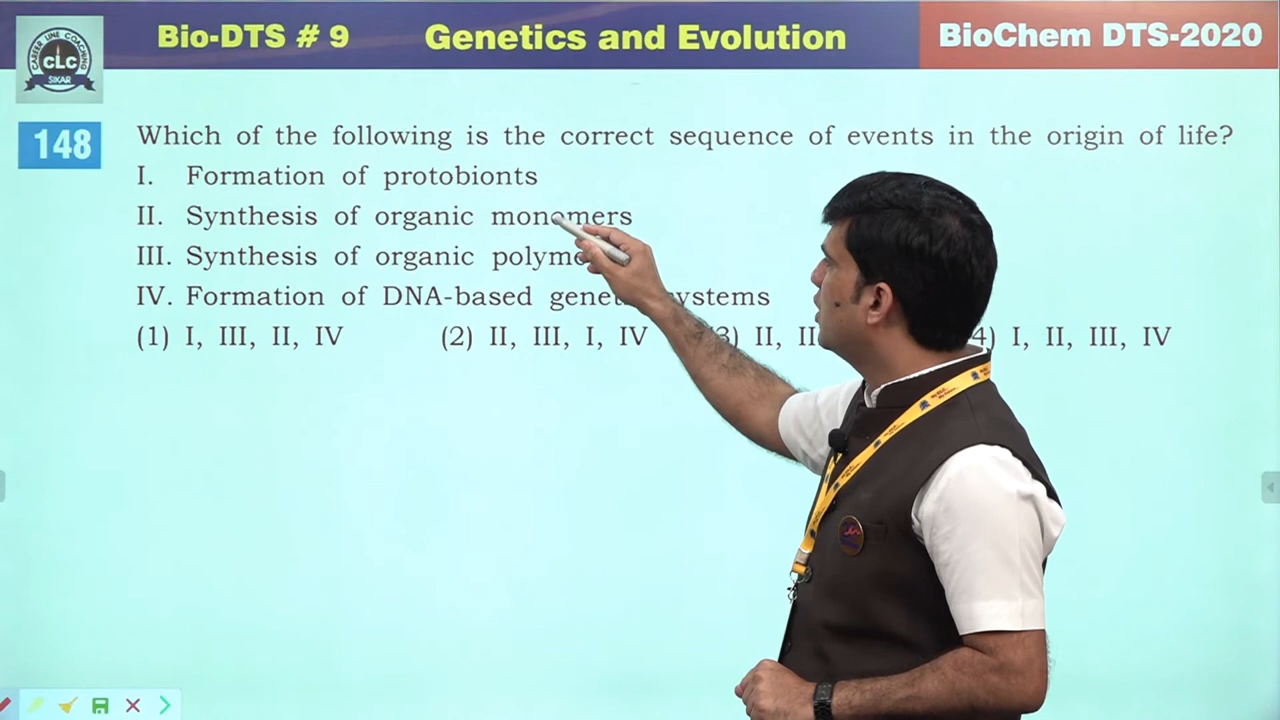 CAREER LINE COACHING
CLC
SIKAR
Bio-DTS # 9
Genetics and Evolution
BioChem DTS-2020
148
Which of the following is the correct sequence of events in the origin of life?
I. Formation of protobionts
II. Synthesis of organic monomers
III. Synthesis of organic
IV. Formation of DNA-based systems
(1) I, III, II, IV (2) II, III, I, IV 3) II, 4) I, II, III, IV